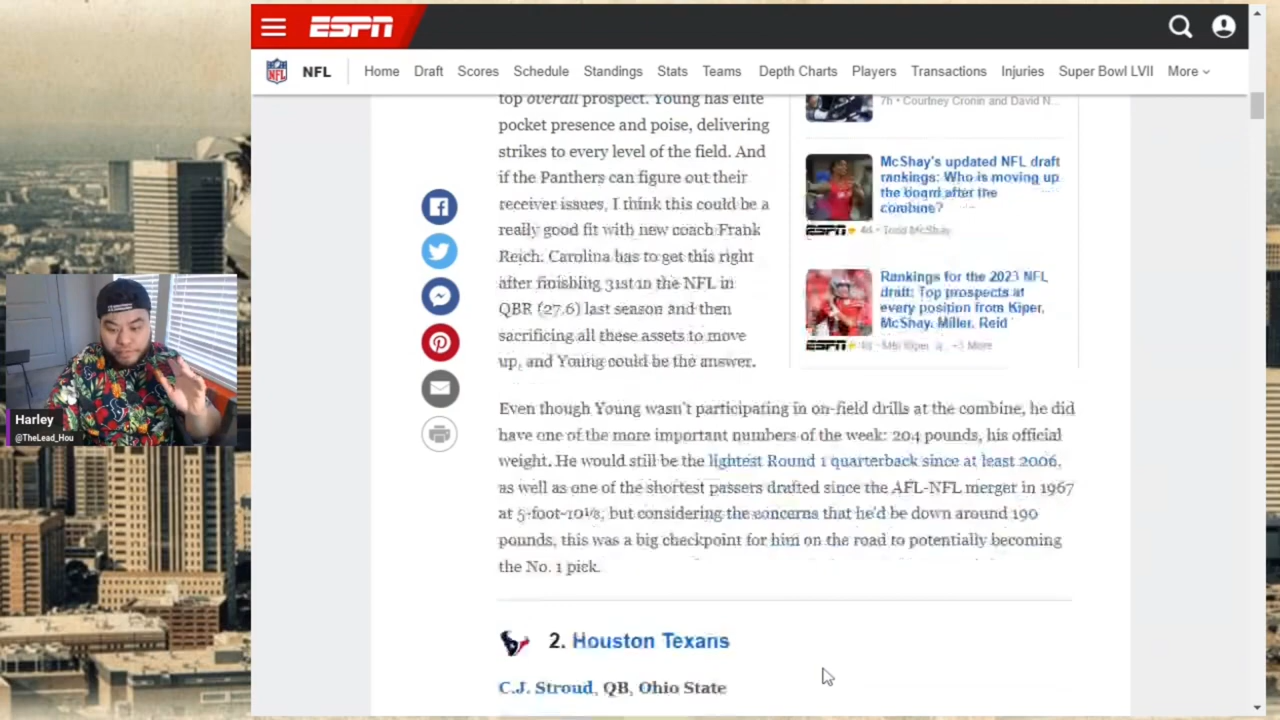 ESPN
NFL
Home Draft Scores Schedule Standings Stats Teams Depth Charts Players Transactions Injuries Super Bowl LVII More
top overall prospect. Young has elite
pocket presence and poise, delivering
strikes to every level of the field. And
if the Panthers can figure out their
receiver issues, I think this could be a
really good fit with new coach Frank
Reich. Carolina has to get this right
after finishing 31st in the NFL in
QBR (27.6) last season and then
sacrificing all these assets to move
up, and Young could be the answer.
7h • Courtney Cronin and David N...
McShay's updated NFL draft
rankings: Who is moving up
the board after the
combine?
ESPN+ 4d • Todd McShay
Rankings for the 2023 NFL
draft: Top prospects at
every position from Kiper,
McShay, Miller, Reid
More
Even though Young wasn't participating in on-field drills at the combine, he did
have one of the more important numbers of the week: 204 pounds, his official
weight. He would still be the lightest Round 1 quarterback since at least 2006,
as well as one of the shortest passers drafted since the AFL-NFL merger in 1967
at 5-foot-10⅛, but considering the concerns that he'd be down around 190
pounds, this was a big checkpoint for him on the road to potentially becoming
the No. 1 pick.
2. Houston Texans
C.J. Stroud, QB, Ohio State
Harley
@TheLead_Hou